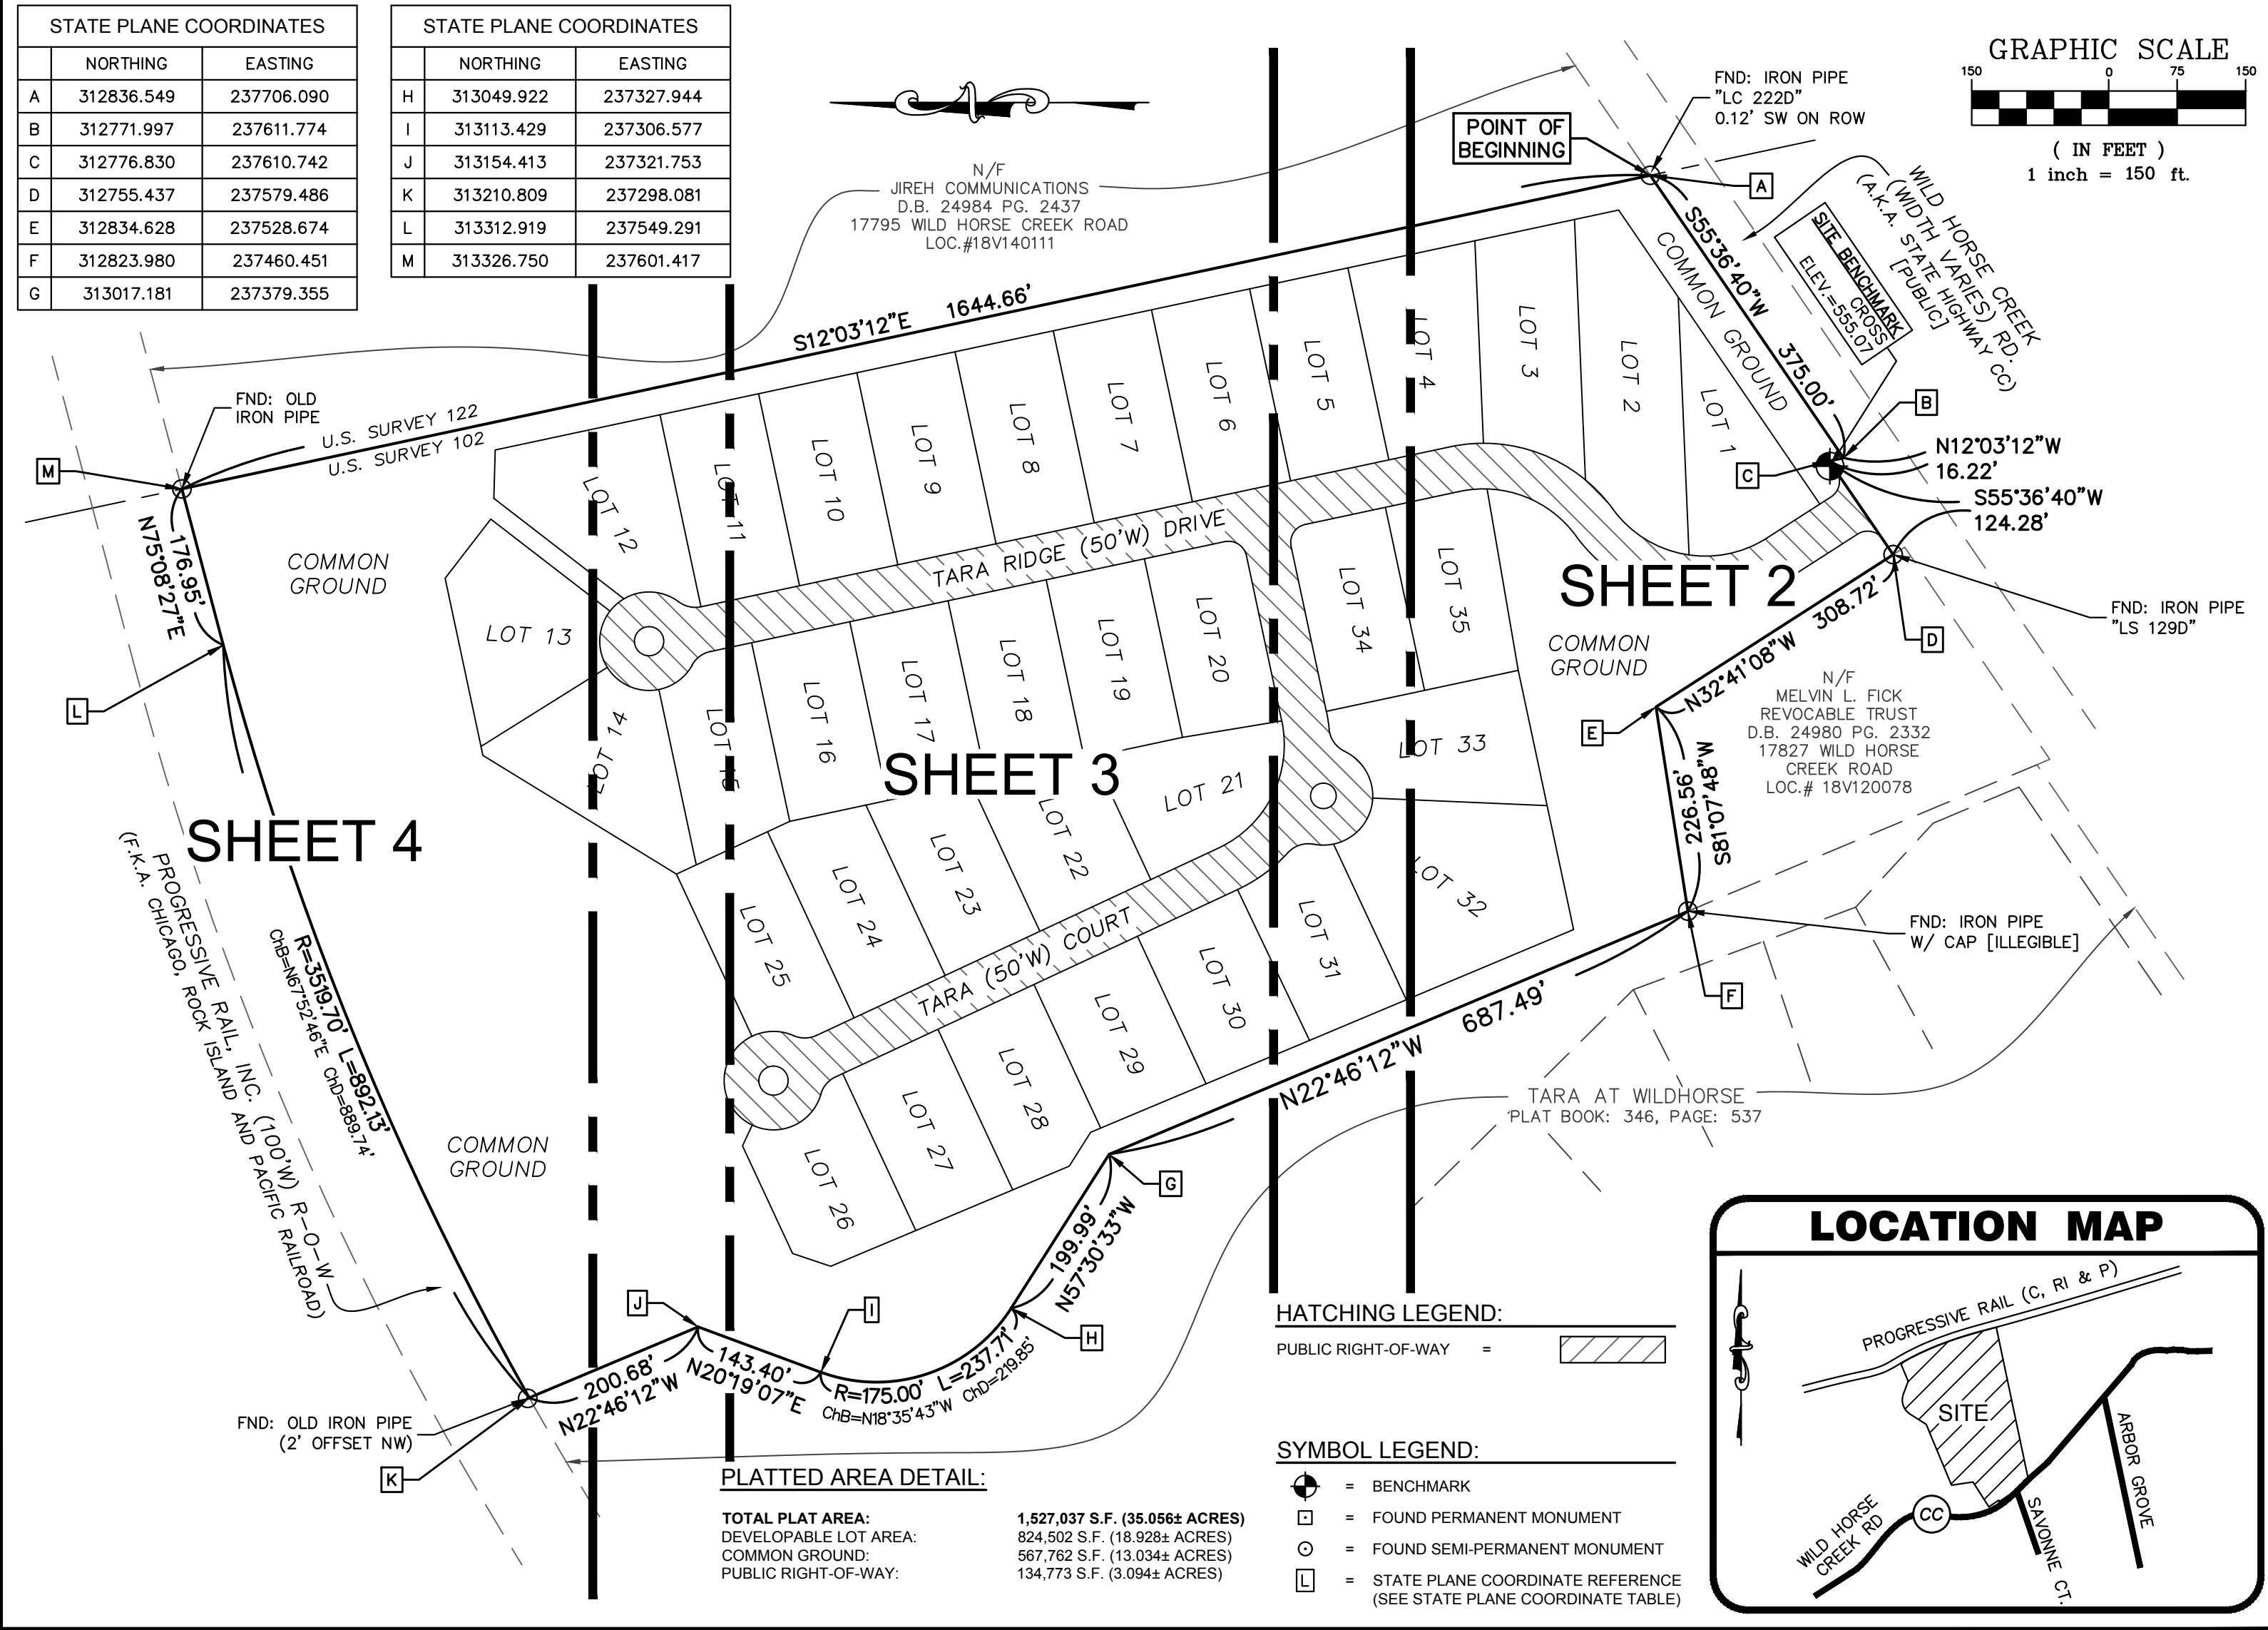 STATE PLANE COORDINATES
NORTHING EASTING
A 312836.549 237706.090
B 312771.997 237611.774
C 312776.830 237610.742
D 312755.437 237579.486
E 312834.628 237528.674
F 312823.980 237460.451
G 313017.181 237379.355
STATE PLANE COORDINATES
NORTHING EASTING
H 313049.922 237327.944
I 313113.429 237306.577
J 313154.413 237321.753
K 313210.809 237298.081
L 313312.919 237549.291
M 313326.750 237601.417
N/F
JIREH COMMUNICATIONS
D.B. 24984 PG. 2437
17795 WILD HORSE CREEK ROAD
LOC.#18V140111
POINT OF
BEGINNING
FND: IRON PIPE
"LC 222D"
0.12' SW ON ROW
A
GRAPHIC SCALE
150 0 75 150
( IN FEET )
1 inch = 150 ft.
WILD HORSE CREEK
(WIDTH VARIES) RD.
(A.K.A. STATE HIGHWAY CC)
[PUBLIC]
SITE BENCHMARK
CROSS
ELEV.=555.07
S55°36'40"W 375.00'
COMMON GROUND
B
N12°03'12"W
16.22'
C
S55°36'40"W
124.28'
FND: IRON PIPE
"LS 129D"
D
S12°03'12"E 1644.66'
U.S. SURVEY 122
U.S. SURVEY 102
FND: OLD
IRON PIPE
M
176.95'
N75°08'27"E
L
COMMON
GROUND
LOT 12
LOT 11
LOT 10
LOT 9
LOT 8
LOT 7
LOT 6
LOT 5
LOT 4
LOT 3
LOT 2
LOT 1
TARA RIDGE (50'W) DRIVE
LOT 13
LOT 14
LOT 15
LOT 16
LOT 17
LOT 18
LOT 19
LOT 20
LOT 34
LOT 35
SHEET 2
COMMON
GROUND
N32°41'08"W 308.72'
E
N/F
MELVIN L. FICK
REVOCABLE TRUST
D.B. 24980 PG. 2332
17827 WILD HORSE
CREEK ROAD
LOC.# 18V120078
226.56'
S81°07'48"W
SHEET 3
LOT 21
LOT 33
LOT 22
LOT 23
LOT 24
LOT 25
LOT 32
SHEET 4
PROGRESSIVE RAIL, INC. (100'W) R-O-W
(F.K.A. CHICAGO, ROCK ISLAND AND PACIFIC RAILROAD)
R=3519.70' L=892.13'
ChB=N67°52'46"E ChD=889.74'
TARA (50'W) COURT
LOT 31
LOT 30
LOT 29
LOT 28
LOT 27
LOT 26
FND: IRON PIPE
W/ CAP [ILLEGIBLE]
F
N22°46'12"W 687.49'
TARA AT WILDHORSE
PLAT BOOK: 346, PAGE: 537
COMMON
GROUND
G
199.99'
N57°30'33"W
H
I
J
R=175.00' L=237.71'
ChB=N18°35'43"W ChD=219.85'
143.40'
N20°19'07"E
200.68'
N22°46'12"W
FND: OLD IRON PIPE
(2' OFFSET NW)
K
PLATTED AREA DETAIL:
TOTAL PLAT AREA: 1,527,037 S.F. (35.056± ACRES)
DEVELOPABLE LOT AREA: 824,502 S.F. (18.928± ACRES)
COMMON GROUND: 567,762 S.F. (13.034± ACRES)
PUBLIC RIGHT-OF-WAY: 134,773 S.F. (3.094± ACRES)
HATCHING LEGEND:
PUBLIC RIGHT-OF-WAY =
SYMBOL LEGEND:
= BENCHMARK
= FOUND PERMANENT MONUMENT
= FOUND SEMI-PERMANENT MONUMENT
L = STATE PLANE COORDINATE REFERENCE
(SEE STATE PLANE COORDINATE TABLE)
LOCATION MAP
PROGRESSIVE RAIL (C, RI & P)
SITE
CC
WILD HORSE
CREEK RD
SAVONNE CT.
ARBOR GROVE